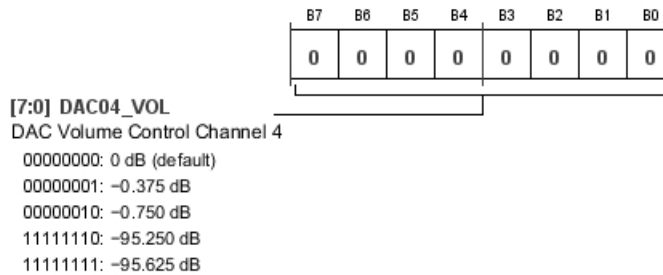 B7 B6 B5 B4 B3 B2 B1 B0
0 0 0 0 0 0 0 0
[7:0] DAC04_VOL
DAC Volume Control Channel 4
00000000: 0 dB (default)
00000001: −0.375 dB
00000010: −0.750 dB
11111110: −95.250 dB
11111111: −95.625 dB